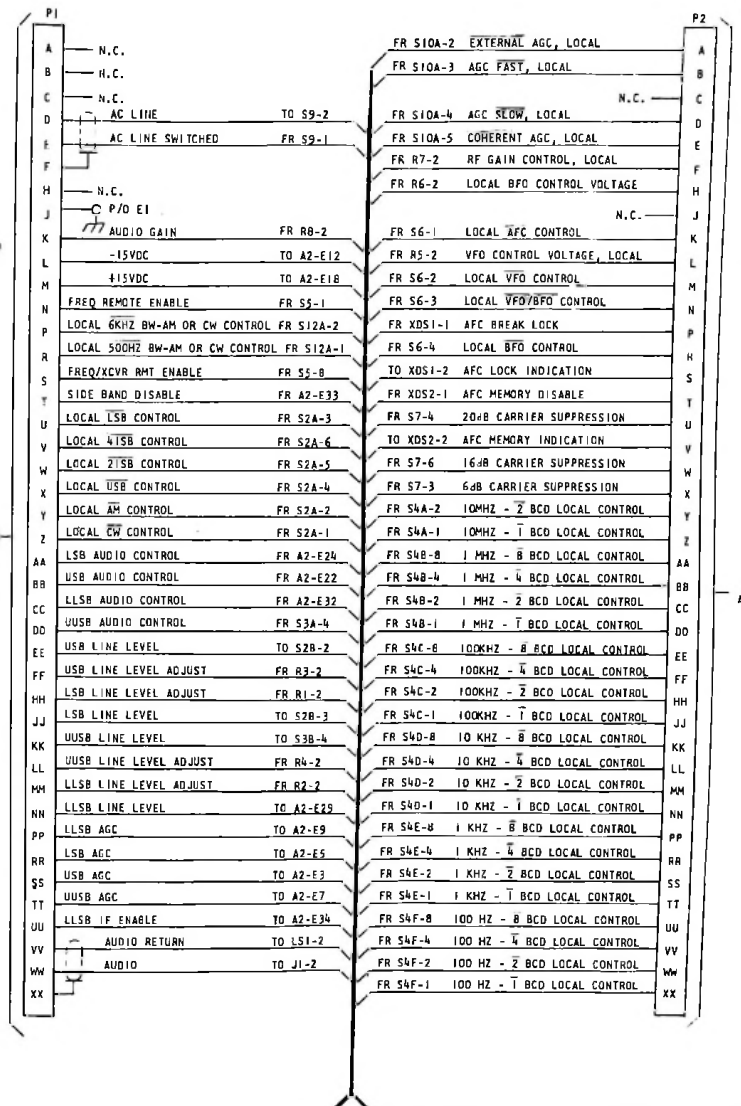 P1
A N.C.
B N.C.
C N.C.
D AC LINE TO S9-2
E AC LINE SWITCHED FR S9-1
F
H N.C.
J P/O E1
K AUDIO GAIN FR R8-2
L -15VDC TO A2-E12
M +15VDC TO A2-E18
N FREQ REMOTE ENABLE FR S5-1
P LOCAL 6KHZ BW-AM OR CW CONTROL FR S12A-2
R LOCAL 500HZ BW-AM OR CW CONTROL FR S12A-1
S FREQ/XCVR RMT ENABLE FR S5-8
T SIDE BAND DISABLE FR A2-E33
U LOCAL LSB CONTROL FR S2A-3
V LOCAL 4ISB CONTROL FR S2A-6
W LOCAL 2ISB CONTROL FR S2A-5
X LOCAL USB CONTROL FR S2A-4
Y LOCAL AM CONTROL FR S2A-2
Z LOCAL CW CONTROL FR S2A-1
AA LSB AUDIO CONTROL FR A2-E24
BB USB AUDIO CONTROL FR A2-E22
CC LLSB AUDIO CONTROL FR A2-E32
DD UUSB AUDIO CONTROL FR S3A-4
EE USB LINE LEVEL TO S2B-2
FF USB LINE LEVEL ADJUST FR R3-2
HH LSB LINE LEVEL ADJUST FR R1-2
JJ LSB LINE LEVEL TO S2B-3
KK UUSB LINE LEVEL TO S3B-4
LL UUSB LINE LEVEL ADJUST FR R4-2
MM LLSB LINE LEVEL ADJUST FR R2-2
NN LLSB LINE LEVEL TO A2-E29
PP LLSB AGC TO A2-E9
RR LSB AGC TO A2-E5
SS USB AGC TO A2-E3
TT UUSB AGC TO A2-E7
UU LLSB IF ENABLE TO A2-E34
VV AUDIO RETURN TO LS1-2
WW AUDIO TO J1-2
XX
P2
FR S10A-2 EXTERNAL AGC, LOCAL A
FR S10A-3 AGC FAST, LOCAL B
N.C. C
FR S10A-4 AGC SLOW, LOCAL D
FR S10A-5 COHERENT AGC, LOCAL E
FR R7-2 RF GAIN CONTROL, LOCAL F
FR R6-2 LOCAL BFO CONTROL VOLTAGE H
N.C. J
FR S6-1 LOCAL AFC CONTROL K
FR R5-2 VFO CONTROL VOLTAGE, LOCAL L
FR S6-2 LOCAL VFO CONTROL M
FR S6-3 LOCAL VFO/BFO CONTROL N
FR XDS1-1 AFC BREAK LOCK P
FR S6-4 LOCAL BFO CONTROL R
TO XDS1-2 AFC LOCK INDICATION S
FR XDS2-1 AFC MEMORY DISABLE T
FR S7-4 20dB CARRIER SUPPRESSION U
TO XDS2-2 AFC MEMORY INDICATION V
FR S7-6 16dB CARRIER SUPPRESSION W
FR S7-3 6dB CARRIER SUPPRESSION X
FR S4A-2 10MHZ - 2 BCD LOCAL CONTROL Y
FR S4A-1 10MHZ - 1 BCD LOCAL CONTROL Z
FR S4B-8 1 MHZ - 8 BCD LOCAL CONTROL AA
FR S4B-4 1 MHZ - 4 BCD LOCAL CONTROL BB
FR S4B-2 1 MHZ - 2 BCD LOCAL CONTROL CC
FR S4B-1 1 MHZ - 1 BCD LOCAL CONTROL DD
FR S4C-8 100KHZ - 8 BCD LOCAL CONTROL EE
FR S4C-4 100KHZ - 4 BCD LOCAL CONTROL FF
FR S4C-2 100KHZ - 2 BCD LOCAL CONTROL HH
FR S4C-1 100KHZ - 1 BCD LOCAL CONTROL JJ
FR S4D-8 10 KHZ - 8 BCD LOCAL CONTROL KK
FR S4D-4 10 KHZ - 4 BCD LOCAL CONTROL LL
FR S4D-2 10 KHZ - 2 BCD LOCAL CONTROL MM
FR S4D-1 10 KHZ - 1 BCD LOCAL CONTROL NN
FR S4E-8 1 KHZ - 8 BCD LOCAL CONTROL PP
FR S4E-4 1 KHZ - 4 BCD LOCAL CONTROL RR
FR S4E-2 1 KHZ - 2 BCD LOCAL CONTROL SS
FR S4E-1 1 KHZ - 1 BCD LOCAL CONTROL TT
FR S4F-8 100 HZ - 8 BCD LOCAL CONTROL UU
FR S4F-4 100 HZ - 4 BCD LOCAL CONTROL VV
FR S4F-2 100 HZ - 2 BCD LOCAL CONTROL WW
FR S4F-1 100 HZ - 1 BCD LOCAL CONTROL XX